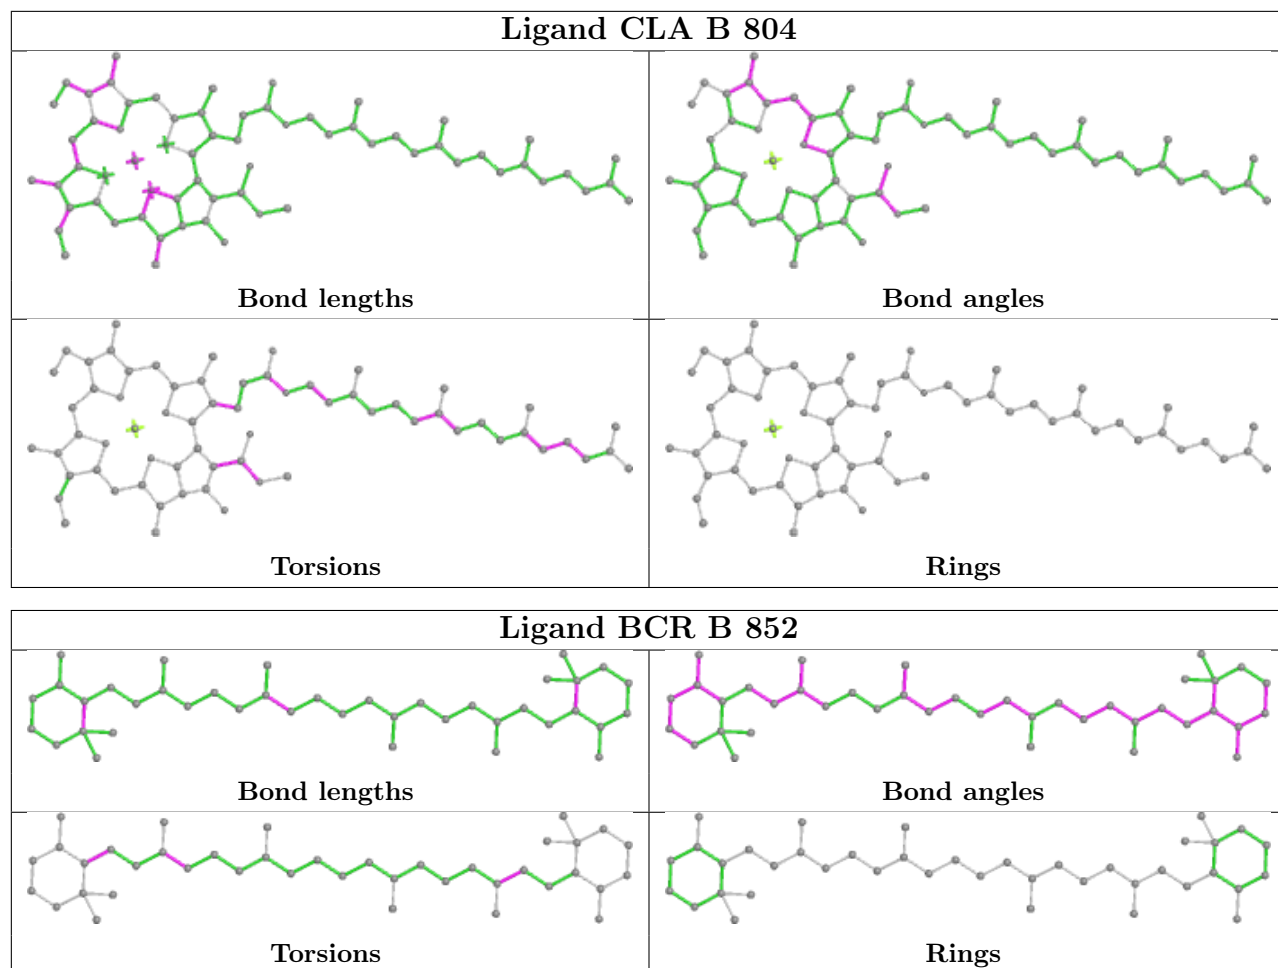 Ligand CLA B 804
Bond lengths
Bond angles
Torsions
Rings
Ligand BCR B 852
Bond lengths
Bond angles
Torsions
Rings